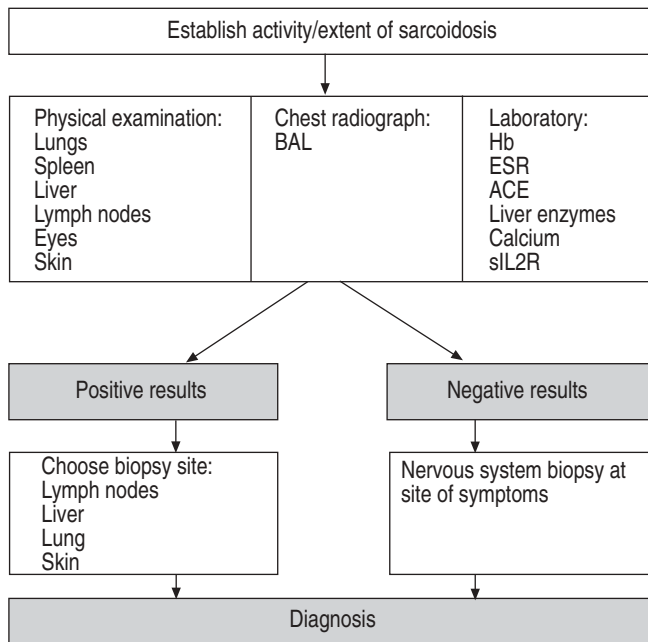 Establish activity/extent of sarcoidosis
Physical examination:
Lungs
Spleen
Liver
Lymph nodes
Eyes
Skin
Chest radiograph:
BAL
Laboratory:
Hb
ESR
ACE
Liver enzymes
Calcium
sIL2R
Positive results
Negative results
Choose biopsy site:
Lymph nodes
Liver
Lung
Skin
Nervous system biopsy at
site of symptoms
Diagnosis